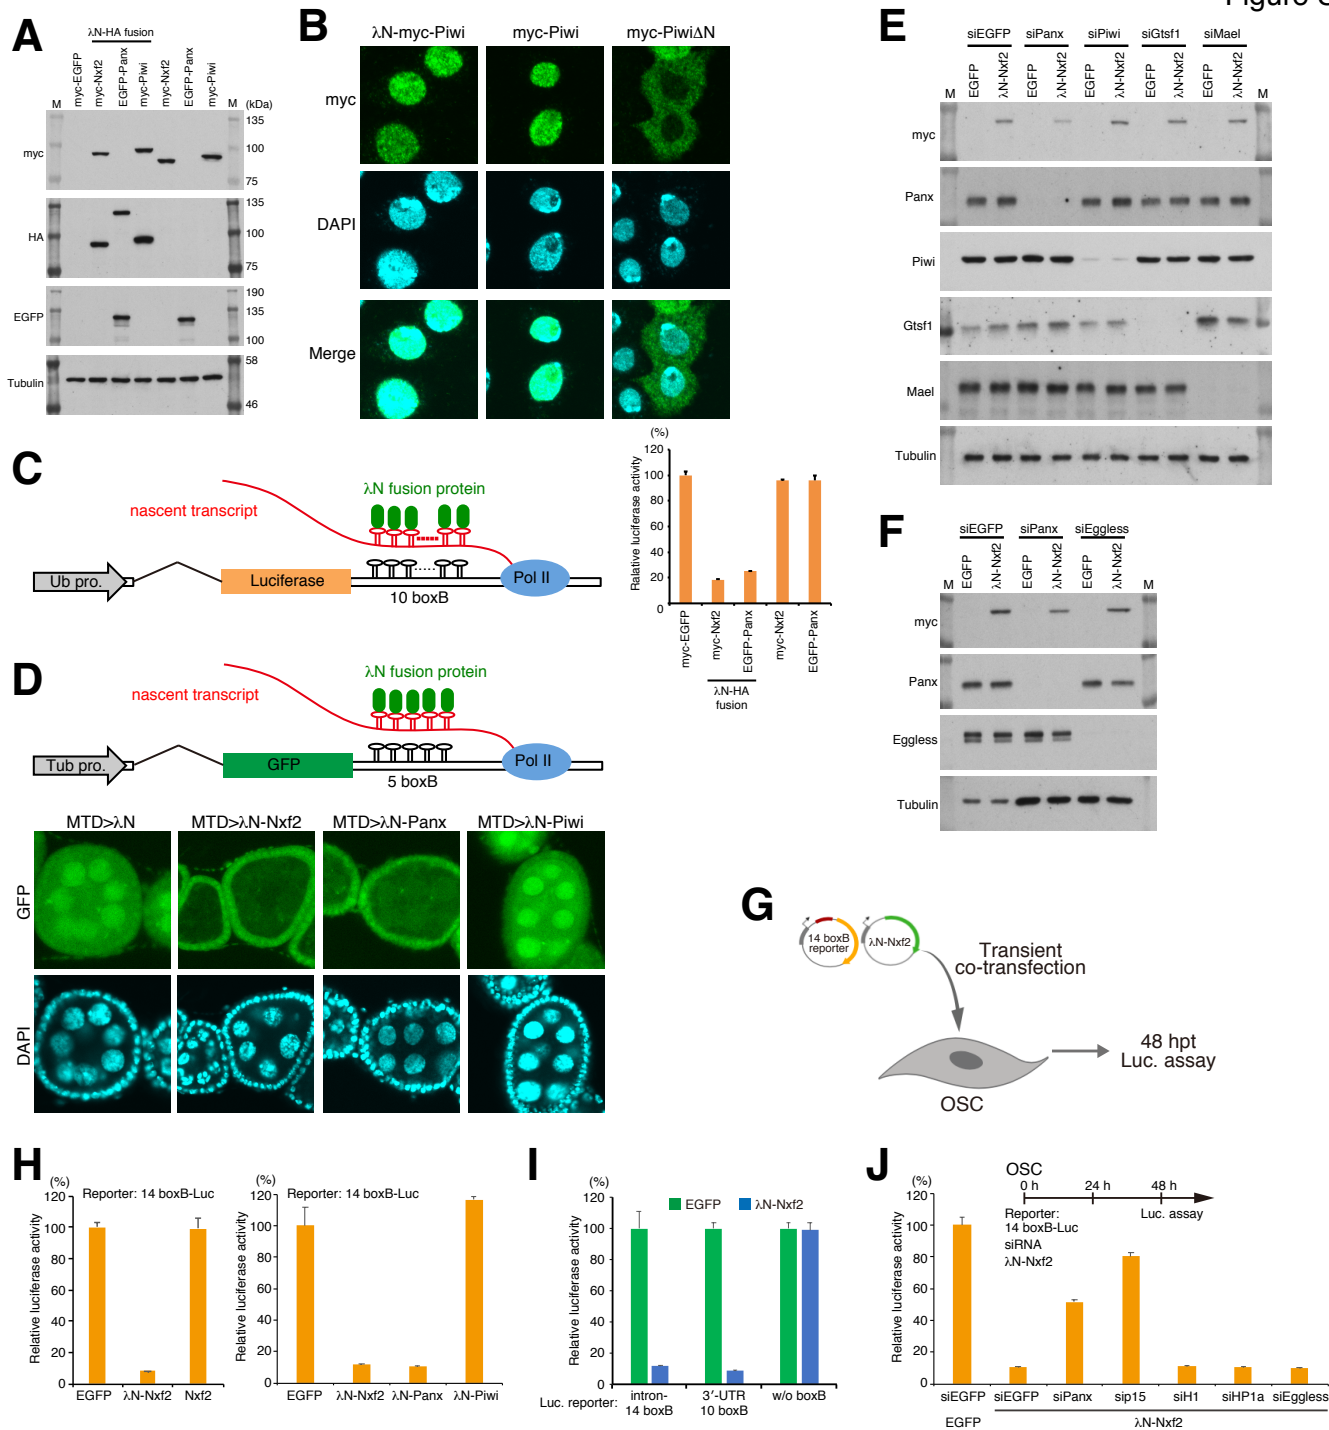 Figure S
A
λN-HA fusion
M
myc-EGFP
myc-Nxf2
EGFP-Panx
myc-Piwi
myc-Nxf2
EGFP-Panx
myc-Piwi
M
(kDa)
myc
135
100
75
HA
135
100
75
EGFP
190
135
100
Tubulin
58
46
B
λN-myc-Piwi
myc-Piwi
myc-PiwiΔN
myc
DAPI
Merge
C
nascent transcript
λN fusion protein
Ub pro.
Luciferase
10 boxB
Pol II
(%)
Relative luciferase activity
120
100
80
60
40
20
0
myc-EGFP
myc-Nxf2
EGFP-Panx
myc-Nxf2
EGFP-Panx
λN-HA
fusion
D
nascent transcript
λN fusion protein
Tub pro.
GFP
5 boxB
Pol II
MTD>λN
MTD>λN-Nxf2
MTD>λN-Panx
MTD>λN-Piwi
GFP
DAPI
E
siEGFP
siPanx
siPiwi
siGtsf1
siMael
M
EGFP
λN-Nxf2
EGFP
λN-Nxf2
EGFP
λN-Nxf2
EGFP
λN-Nxf2
EGFP
λN-Nxf2
M
myc
Panx
Piwi
Gtsf1
Mael
Tubulin
F
siEGFP
siPanx
siEggless
M
EGFP
λN-Nxf2
EGFP
λN-Nxf2
EGFP
λN-Nxf2
M
myc
Panx
Eggless
Tubulin
G
14 boxB
reporter
λN-Nxf2
Transient
co-transfection
OSC
48 hpt
Luc. assay
H
(%)
Reporter: 14 boxB-Luc
Relative luciferase activity
120
100
80
60
40
20
0
EGFP
λN-Nxf2
Nxf2
(%)
Reporter: 14 boxB-Luc
Relative luciferase activity
120
100
80
60
40
20
0
EGFP
λN-Nxf2
λN-Panx
λN-Piwi
I
(%)
EGFP
λN-Nxf2
Relative luciferase activity
120
100
80
60
40
20
0
Luc. reporter:
intron-
14 boxB
3′-UTR
10 boxB
w/o boxB
J
OSC
0 h
24 h
48 h
Reporter:
14 boxB-Luc
siRNA
λN-Nxf2
Luc. assay
(%)
Relative luciferase activity
120
100
80
60
40
20
0
siEGFP
siEGFP
siPanx
sip15
siH1
siHP1a
siEggless
EGFP
λN-Nxf2